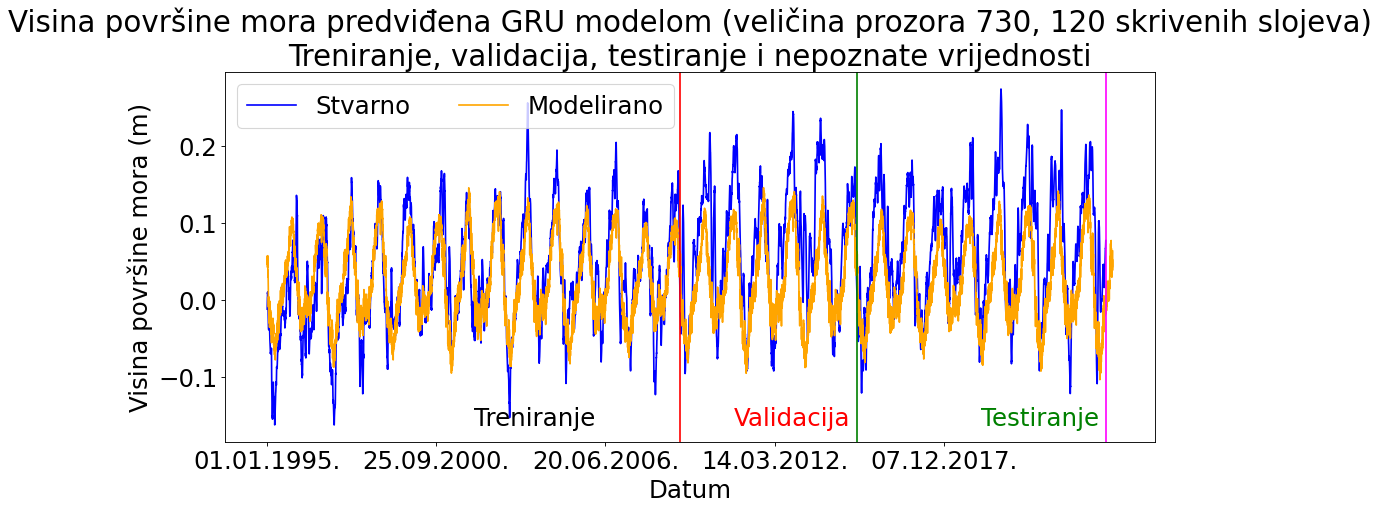 Visina površine mora predviđena GRU modelom (veličina prozora 730, 120 skrivenih slojeva)
Treniranje, validacija, testiranje i nepoznate vrijednosti
Stvarno Modelirano
Visina površine mora (m)
0.2
0.1
0.0
−0.1
Treniranje Validacija Testiranje
01.01.1995. 25.09.2000. 20.06.2006. 14.03.2012. 07.12.2017.
Datum